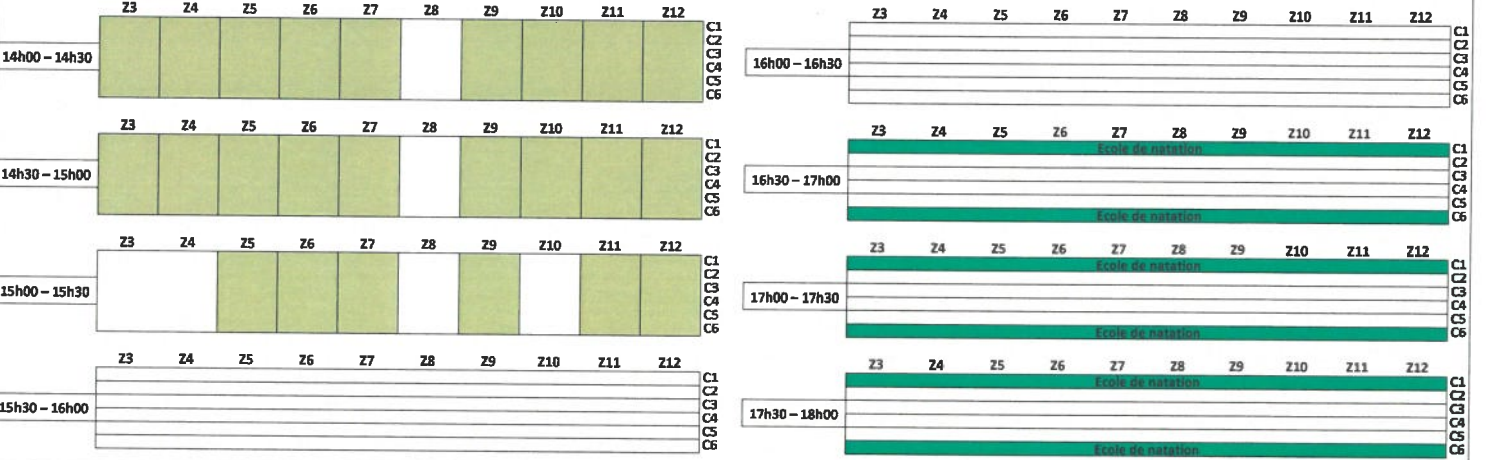 Z3 Z4 Z5 Z6 Z7 Z8 Z9 Z10 Z11 Z12
14h00 – 14h30
C1
C2
C3
C4
C5
C6
Z3 Z4 Z5 Z6 Z7 Z8 Z9 Z10 Z11 Z12
14h30 – 15h00
C1
C2
C3
C4
C5
C6
Z3 Z4 Z5 Z6 Z7 Z8 Z9 Z10 Z11 Z12
15h00 – 15h30
C1
C2
C3
C4
C5
C6
Z3 Z4 Z5 Z6 Z7 Z8 Z9 Z10 Z11 Z12
15h30 – 16h00
C1
C2
C3
C4
C5
C6
Z3 Z4 Z5 Z6 Z7 Z8 Z9 Z10 Z11 Z12
16h00 – 16h30
C1
C2
C3
C4
C5
C6
Z3 Z4 Z5 Z6 Z7 Z8 Z9 Z10 Z11 Z12
Ecole de natation
16h30 – 17h00
C1
C2
C3
C4
C5
C6
Ecole de natation
Z3 Z4 Z5 Z6 Z7 Z8 Z9 Z10 Z11 Z12
Ecole de natation
17h00 – 17h30
C1
C2
C3
C4
C5
C6
Ecole de natation
Z3 Z4 Z5 Z6 Z7 Z8 Z9 Z10 Z11 Z12
Ecole de natation
17h30 – 18h00
C1
C2
C3
C4
C5
C6
Ecole de natation